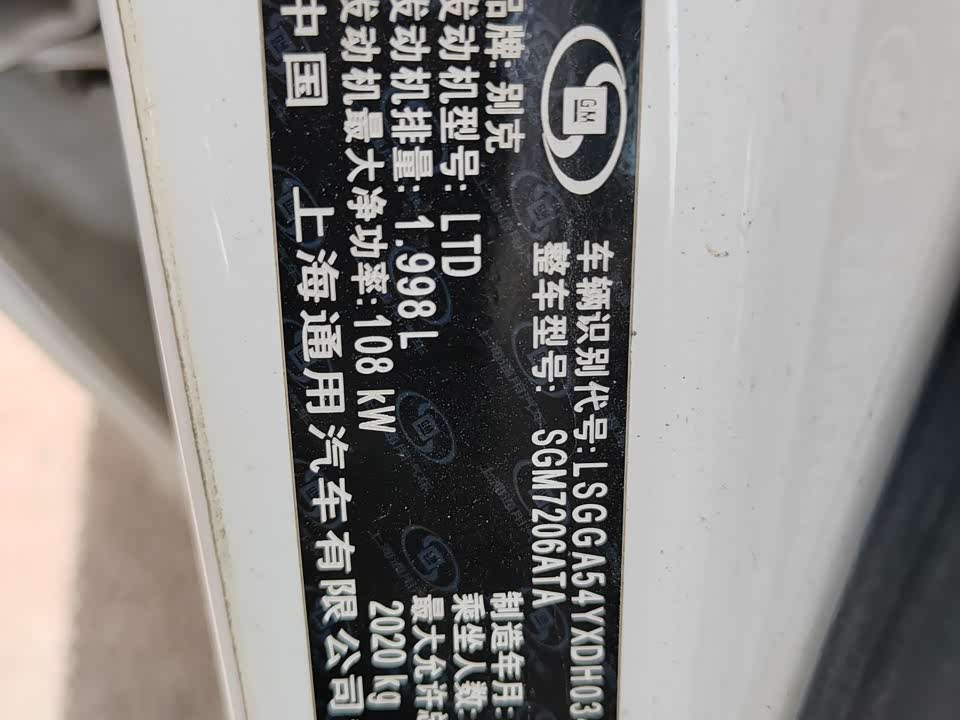 GM
车辆识别代号:LSGGA54YXDH03
整车型号: SGM7206ATA
品牌: 别克
制造年月
发动机型号: LTD
乘坐人数:
发动机排量: 1.998L
最大允许总
发动机最大净功率:108 kW
2020 kg
中国 上海通用汽车有限公司